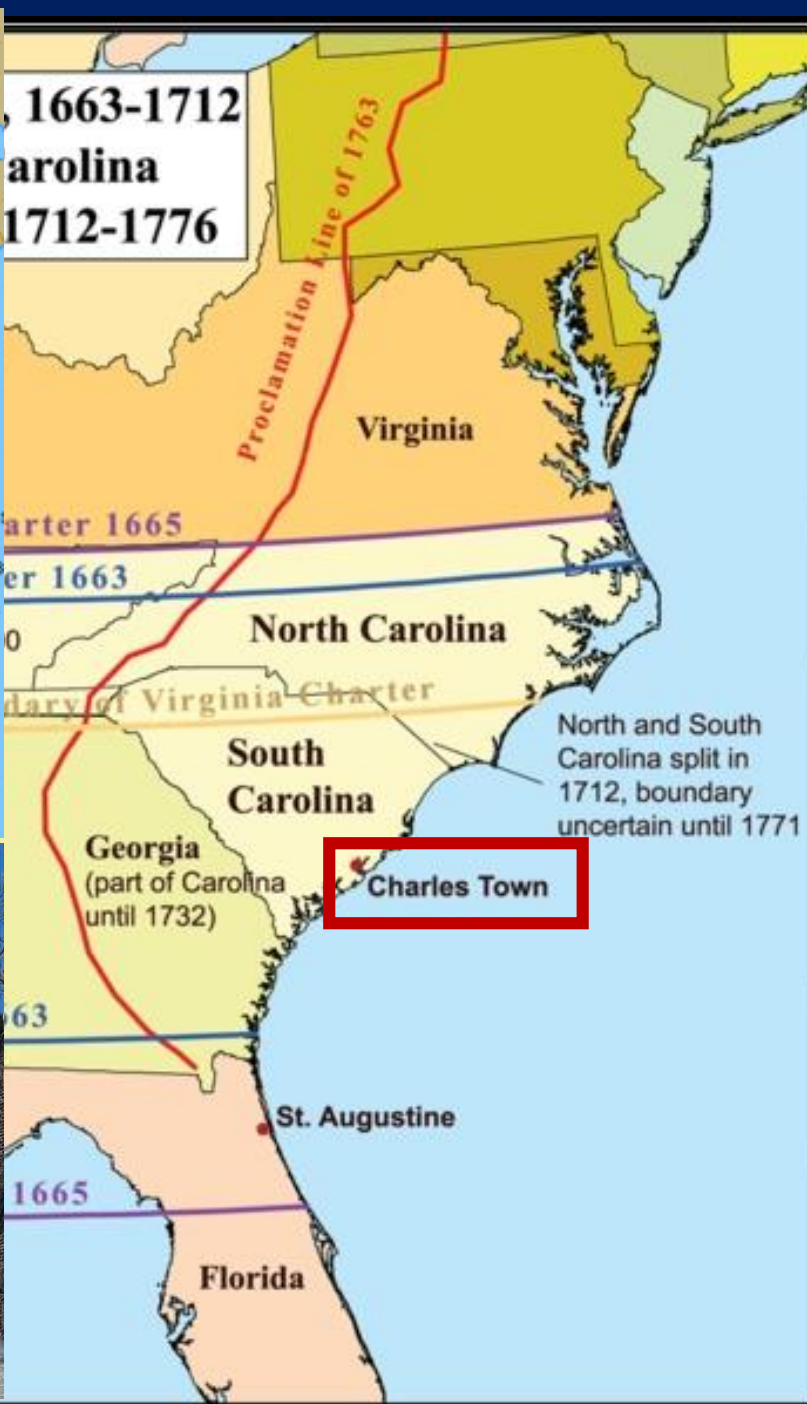 , 1663-1712
arolina
1712-1776
Proclamation Line of 1763
Virginia
arter 1665
er 1663
0
North Carolina
dary of Virginia Charter
North and South
Carolina split in
1712, boundary
uncertain until 1771
South
Carolina
Georgia
(part of Carolina
until 1732)
Charles Town
63
St. Augustine
1665
Florida